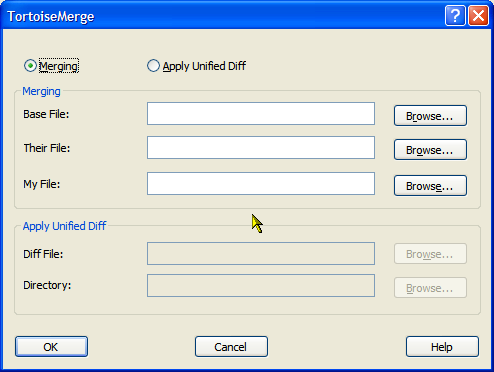 TortoiseMerge
Merging Apply Unified Diff
Merging
Base File: Browse...
Their File: Browse...
My File: Browse...
Apply Unified Diff
Diff File: Browse...
Directory: Browse...
OK Cancel Help